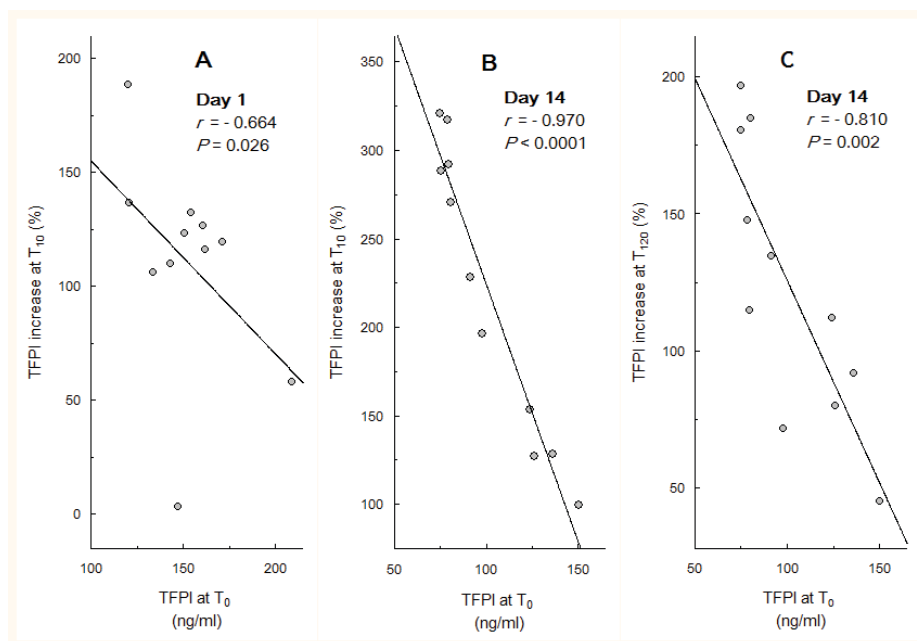 A
Day 1
r = - 0.664
P = 0.026
200
150
100
50
0
TFPI increase at T10 (%)
100 150 200
TFPI at T0
(ng/ml)
B
Day 14
r = - 0.970
P < 0.0001
350
300
250
200
150
100
TFPI increase at T10 (%)
50 100 150
TFPI at T0
(ng/ml)
C
Day 14
r = - 0.810
P = 0.002
200
150
100
50
TFPI increase at T120 (%)
50 100 150
TFPI at T0
(ng/ml)